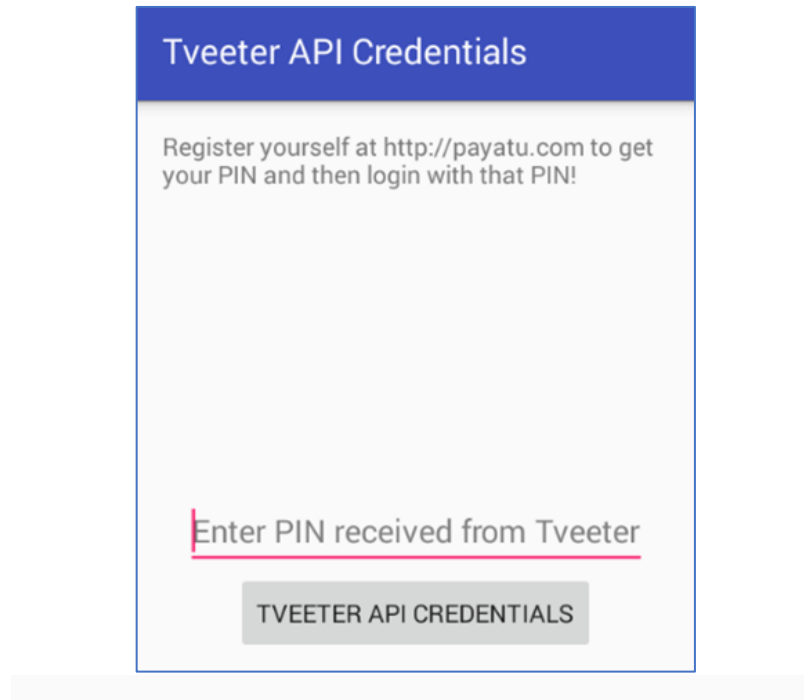 Tveeter API Credentials
Register yourself at http://payatu.com to get
your PIN and then login with that PIN!
Enter PIN received from Tveeter
TVEETER API CREDENTIALS